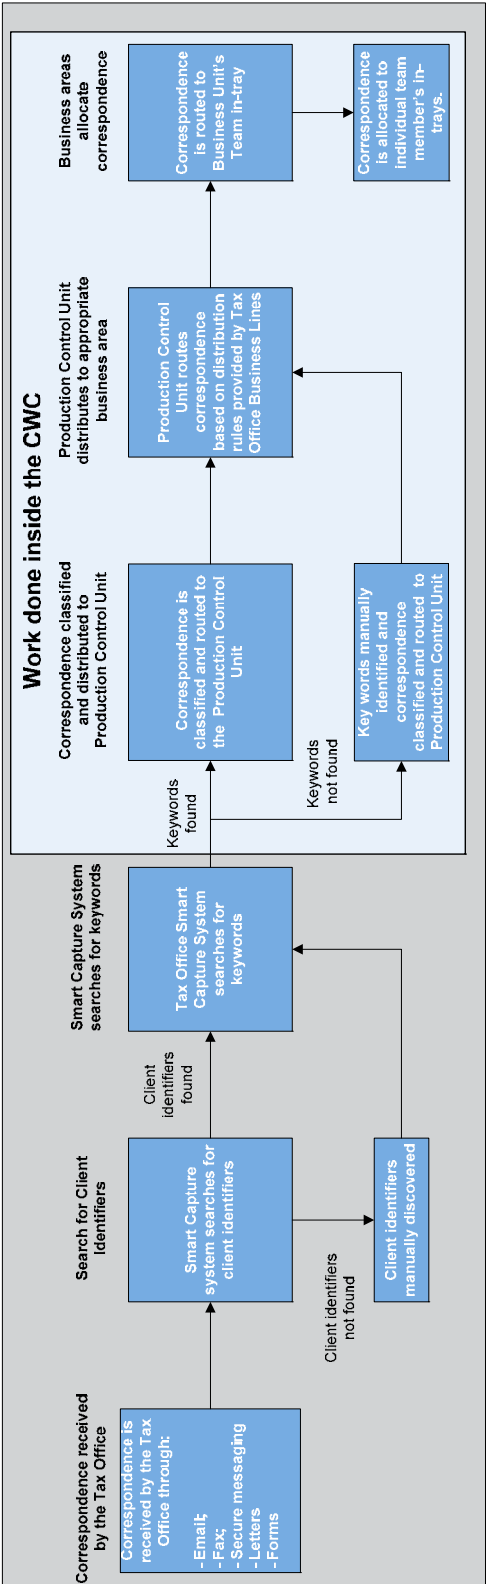 Work done inside the CWC
Correspondence received
by the Tax Office
Search for Client
Identifiers
Smart Capture System
searches for keywords
Correspondence classified
and distributed to
Production Control Unit
Production Control Unit
distributes to appropriate
business area
Business areas
allocate
correspondence
Correspondence is
received by the Tax
Office through:
- Email;
- Fax;
- Secure messaging
- Letters
- Forms
Smart Capture
system searches for
client identifiers
Client
identifiers
found
Client identifiers
not found
Client identifiers
manually discovered
Tax Office Smart
Capture System
searches for
keywords
Keywords
found
Keywords
not found
Correspondence is
classified and routed to
the Production Control
Unit
Key words manually
identified and
correspondence
classified and routed to
Production Control Unit
Production Control
Unit routes
correspondence
based on distribution
rules provided by Tax
Office Business Lines
Correspondence
is routed to
Business Unit's
Team in-tray
Correspondence
is allocated to
individual team
member's in-
trays.